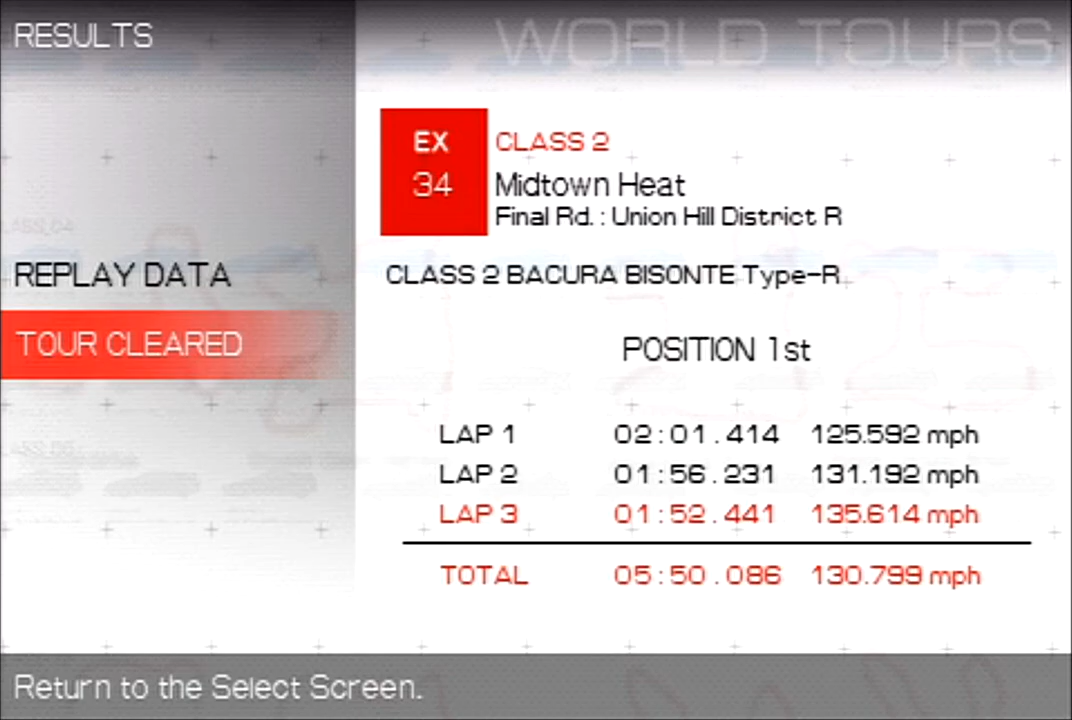 RESULTS
WORLD TOURS
EX
34
CLASS 2
Midtown Heat
Final Rd. : Union Hill District R
REPLAY DATA
TOUR CLEARED
CLASS 2 BACURA BISONTE Type-R
POSITION 1st
LAP 1 02:01.414 125.592 mph
LAP 2 01:56.231 131.192 mph
LAP 3 01:52.441 135.614 mph
TOTAL 05:50.086 130.799 mph
Return to the Select Screen.